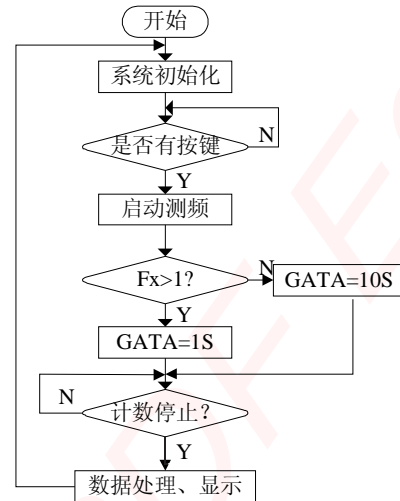 开始
系统初始化
是否有按键
N
Y
启动测频
Fx>1?
N
GATA=10S
Y
GATA=1S
N
计数停止？
Y
数据处理、显示